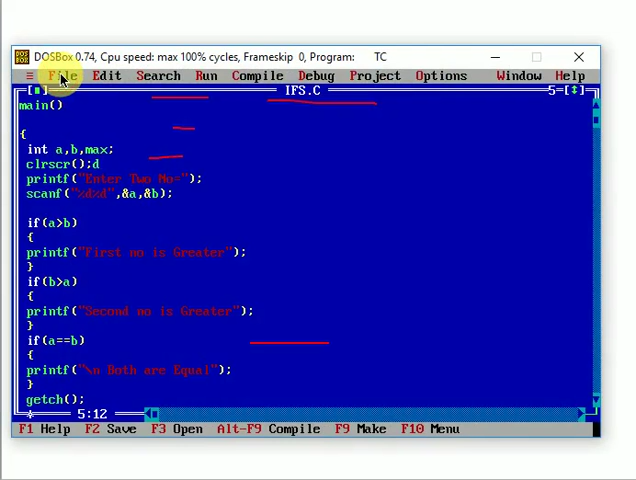 DOSBox 0.74, Cpu speed: max 100% cycles, Frameskip 0, Program: TC
≡ File Edit Search Run Compile Debug Project Options Window Help
[■] IFS.C 5=[↕]
main()
{
int a,b,max;
clrscr();d
printf("Enter Two No=");
scanf("%d%d",&a,&b);
if(a>b)
{
printf("First no is Greater");
}
if(b>a)
{
printf("Second no is Greater");
}
if(a==b)
{
printf("\n Both are Equal");
}
getch();
5:12
F1 Help F2 Save F3 Open Alt-F9 Compile F9 Make F10 Menu